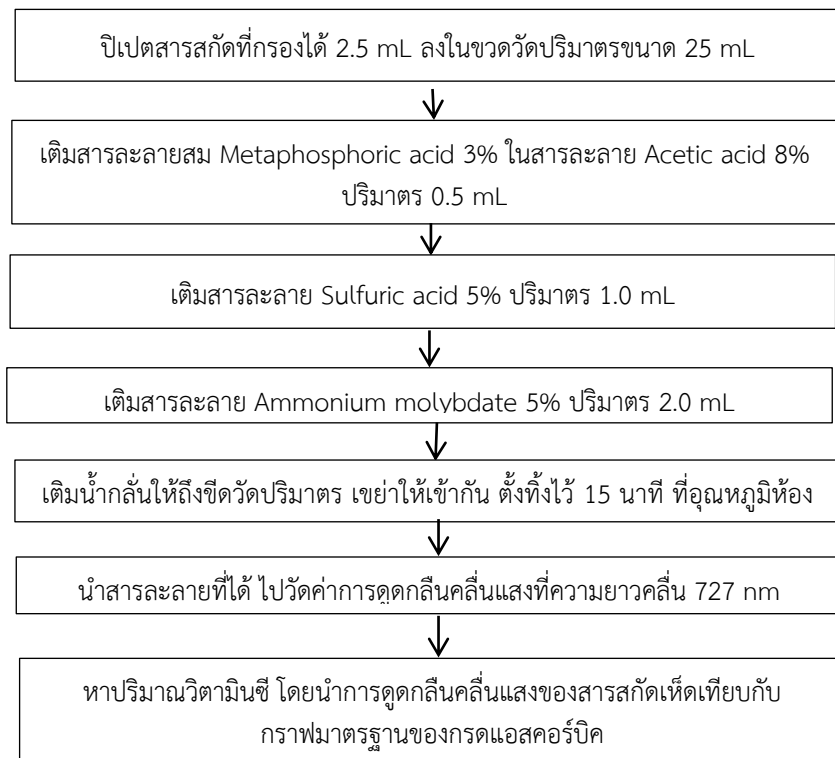 ปิเปตสารสกัดที่กรองได้ 2.5 mL ลงในขวดวัดปริมาตรขนาด 25 mL
เติมสารละลายสม Metaphosphoric acid 3% ในสารละลาย Acetic acid 8%
ปริมาตร 0.5 mL
เติมสารละลาย Sulfuric acid 5% ปริมาตร 1.0 mL
เติมสารละลาย Ammonium molybdate 5% ปริมาตร 2.0 mL
เติมน้ำกลั่นให้ถึงขีดวัดปริมาตร เขย่าให้เข้ากัน ตั้งทิ้งไว้ 15 นาที ที่อุณหภูมิห้อง
นำสารละลายที่ได้ ไปวัดค่าการดูดกลืนคลื่นแสงที่ความยาวคลื่น 727 nm
หาปริมาณวิตามินซี โดยนำการดูดกลืนคลื่นแสงของสารสกัดเห็ดเทียบกับ
กราฟมาตรฐานของกรดแอสคอร์บิค